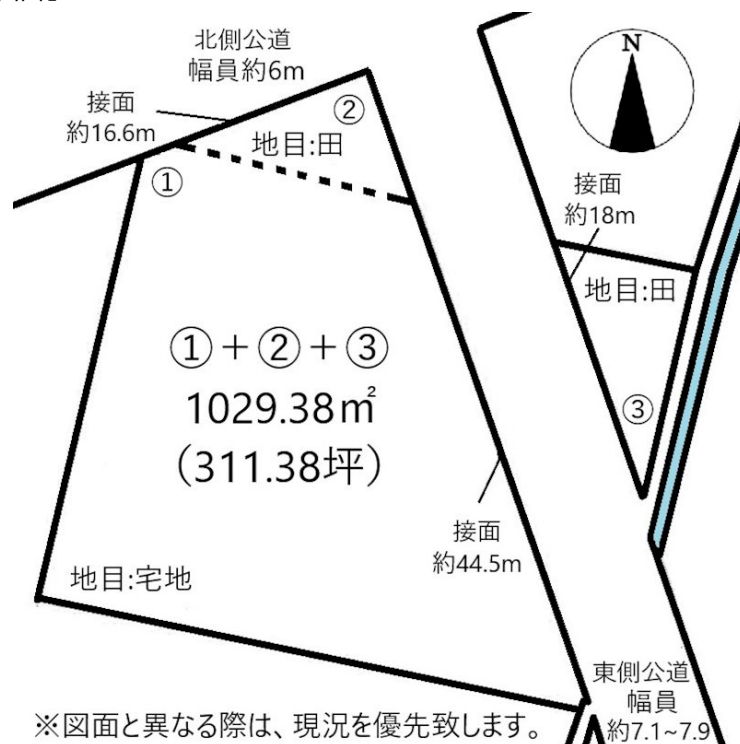 北側公道
幅員約6m
N
接面
約16.6m
②
地目:田
①
接面
約18m
地目:田
①+②+③
1029.38㎡
(311.38坪)
③
接面
約44.5m
地目:宅地
東側公道
幅員
約7.1~7.9
※図面と異なる際は、現況を優先致します。